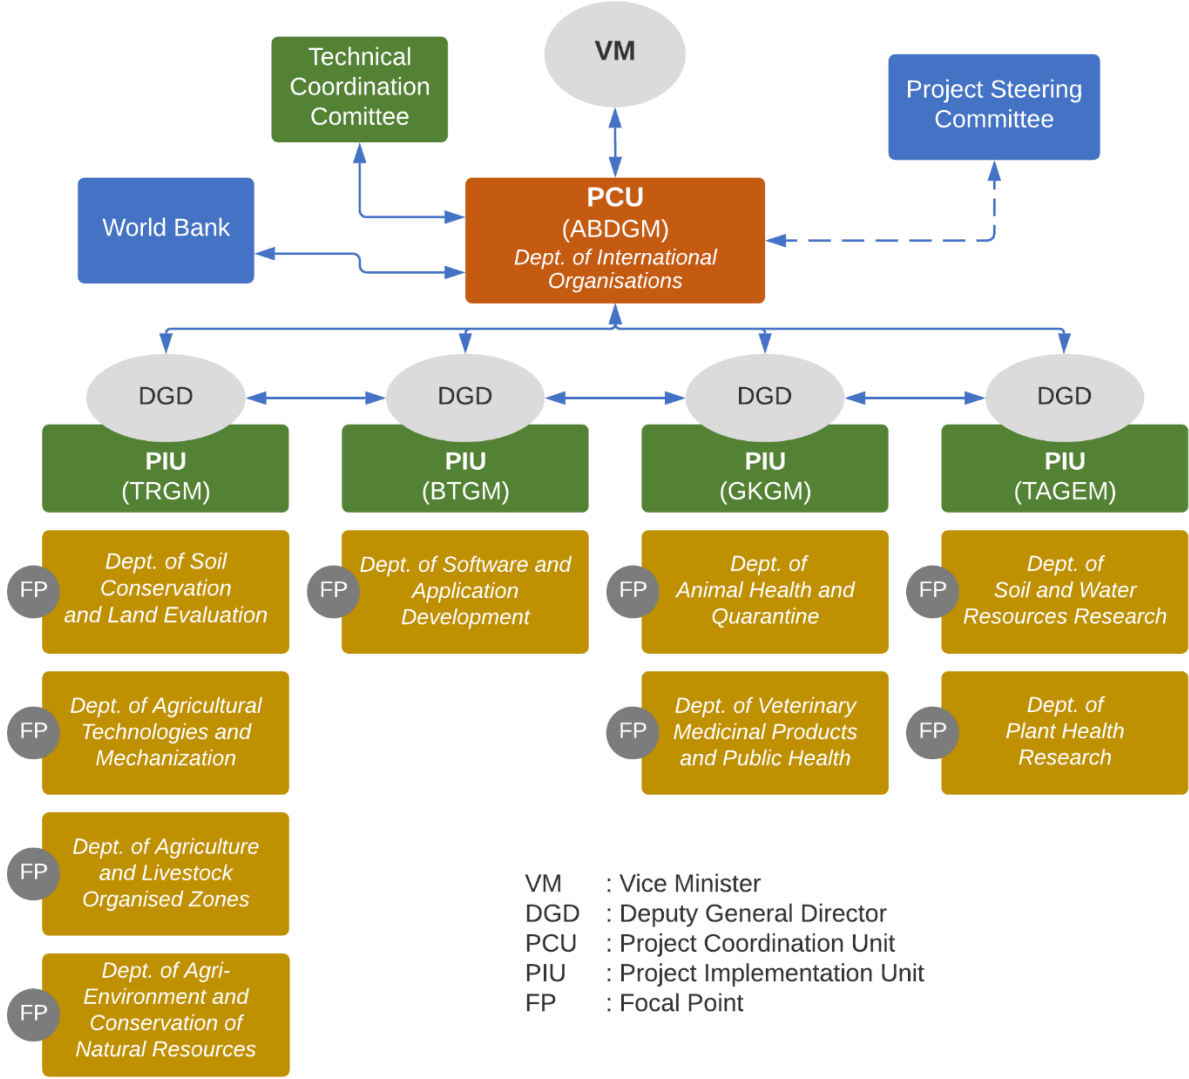 VM
Technical
Coordination
Comittee
Project Steering
Committee
World Bank
PCU
(ABDGM)
Dept. of International
Organisations
DGD
DGD
DGD
DGD
PIU
(TRGM)
PIU
(BTGM)
PIU
(GKGM)
PIU
(TAGEM)
FP
Dept. of Soil
Conservation
and Land Evaluation
FP
Dept. of Software and
Application
Development
FP
Dept. of
Animal Health and
Quarantine
FP
Dept. of
Soil and Water
Resources Research
FP
Dept. of Agricultural
Technologies and
Mechanization
FP
Dept. of Veterinary
Medicinal Products
and Public Health
FP
Dept. of
Plant Health
Research
FP
Dept. of Agriculture
and Livestock
Organised Zones
FP
Dept. of Agri-
Environment and
Conservation of
Natural Resources
VM : Vice Minister
DGD : Deputy General Director
PCU : Project Coordination Unit
PIU : Project Implementation Unit
FP : Focal Point